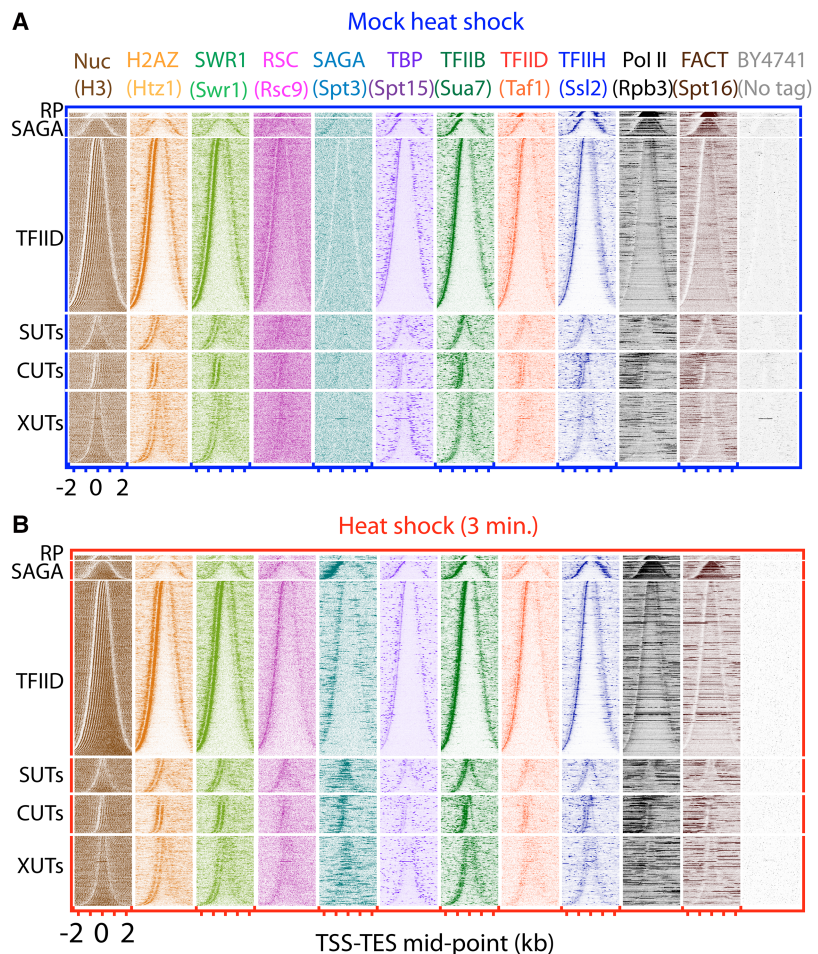 A
Mock heat shock
Nuc H2AZ SWR1 RSC SAGA TBP TFIIB TFIID TFIIH Pol II FACT BY4741
(H3) (Htz1) (Swr1) (Rsc9) (Spt3) (Spt15) (Sua7) (Taf1) (Ssl2) (Rpb3) (Spt16) (No tag)
RP
SAGA
TFIID
SUTs
CUTs
XUTs
-2 0 2
B
Heat shock (3 min.)
RP
SAGA
TFIID
SUTs
CUTs
XUTs
-2 0 2
TSS-TES mid-point (kb)